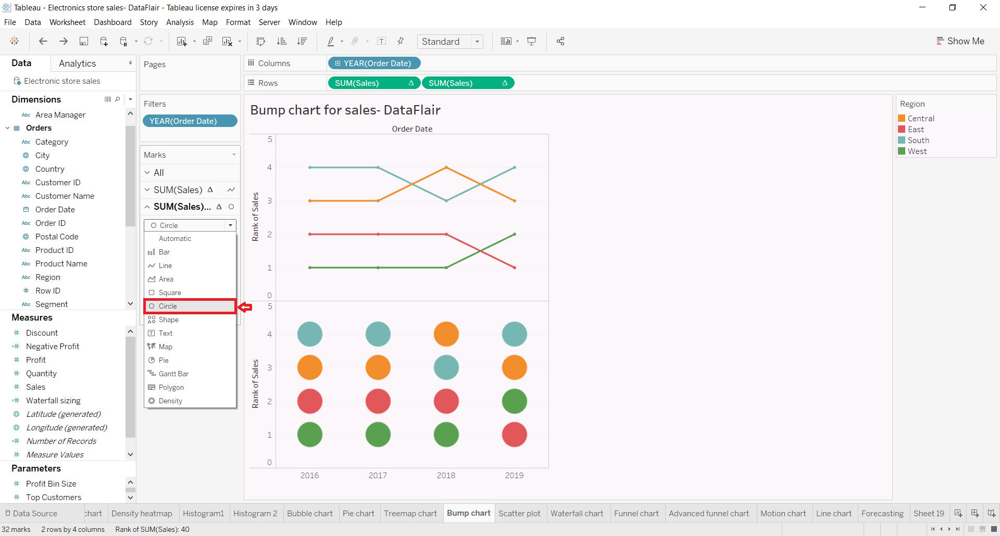 Tableau - Electronics store sales- DataFlair - Tableau license expires in 3 days
File Data Worksheet Dashboard Story Analysis Map Format Server Window Help
Standard
Show Me
Data Analytics
Electronic store sales
Dimensions
Abc Area Manager
Orders
Abc Category
City
Country
Abc Customer ID
Abc Customer Name
Order Date
Abc Order ID
Postal Code
Abc Product ID
Abc Product Name
Abc Region
Row ID
Abc Segment
Measures
Discount
Negative Profit
Profit
Quantity
Sales
Waterfall sizing
Latitude (generated)
Longitude (generated)
Number of Records
Measure Values
Parameters
Profit Bin Size
Top Customers
Pages
Filters
YEAR(Order Date)
Marks
All
SUM(Sales)
SUM(Sales)...
Circle
Automatic
Bar
Line
Area
Square
Circle
Shape
Text
Map
Pie
Gantt Bar
Polygon
Density
Columns YEAR(Order Date)
Rows SUM(Sales) SUM(Sales)
Bump chart for sales- DataFlair
Order Date
Rank of Sales
5
4
3
2
1
0
Rank of Sales
5
4
3
2
1
0
2016 2017 2018 2019
Region
Central
East
South
West
Data Source chart Density heatmap Histogram1 Histogram 2 Bubble chart Pie chart Treemap chart Bump chart Scatter plot Waterfall chart Funnel chart Advanced funnel chart Motion chart Line chart Forecasting Sheet 19
32 marks 2 rows by 4 columns Rank of SUM(Sales): 40